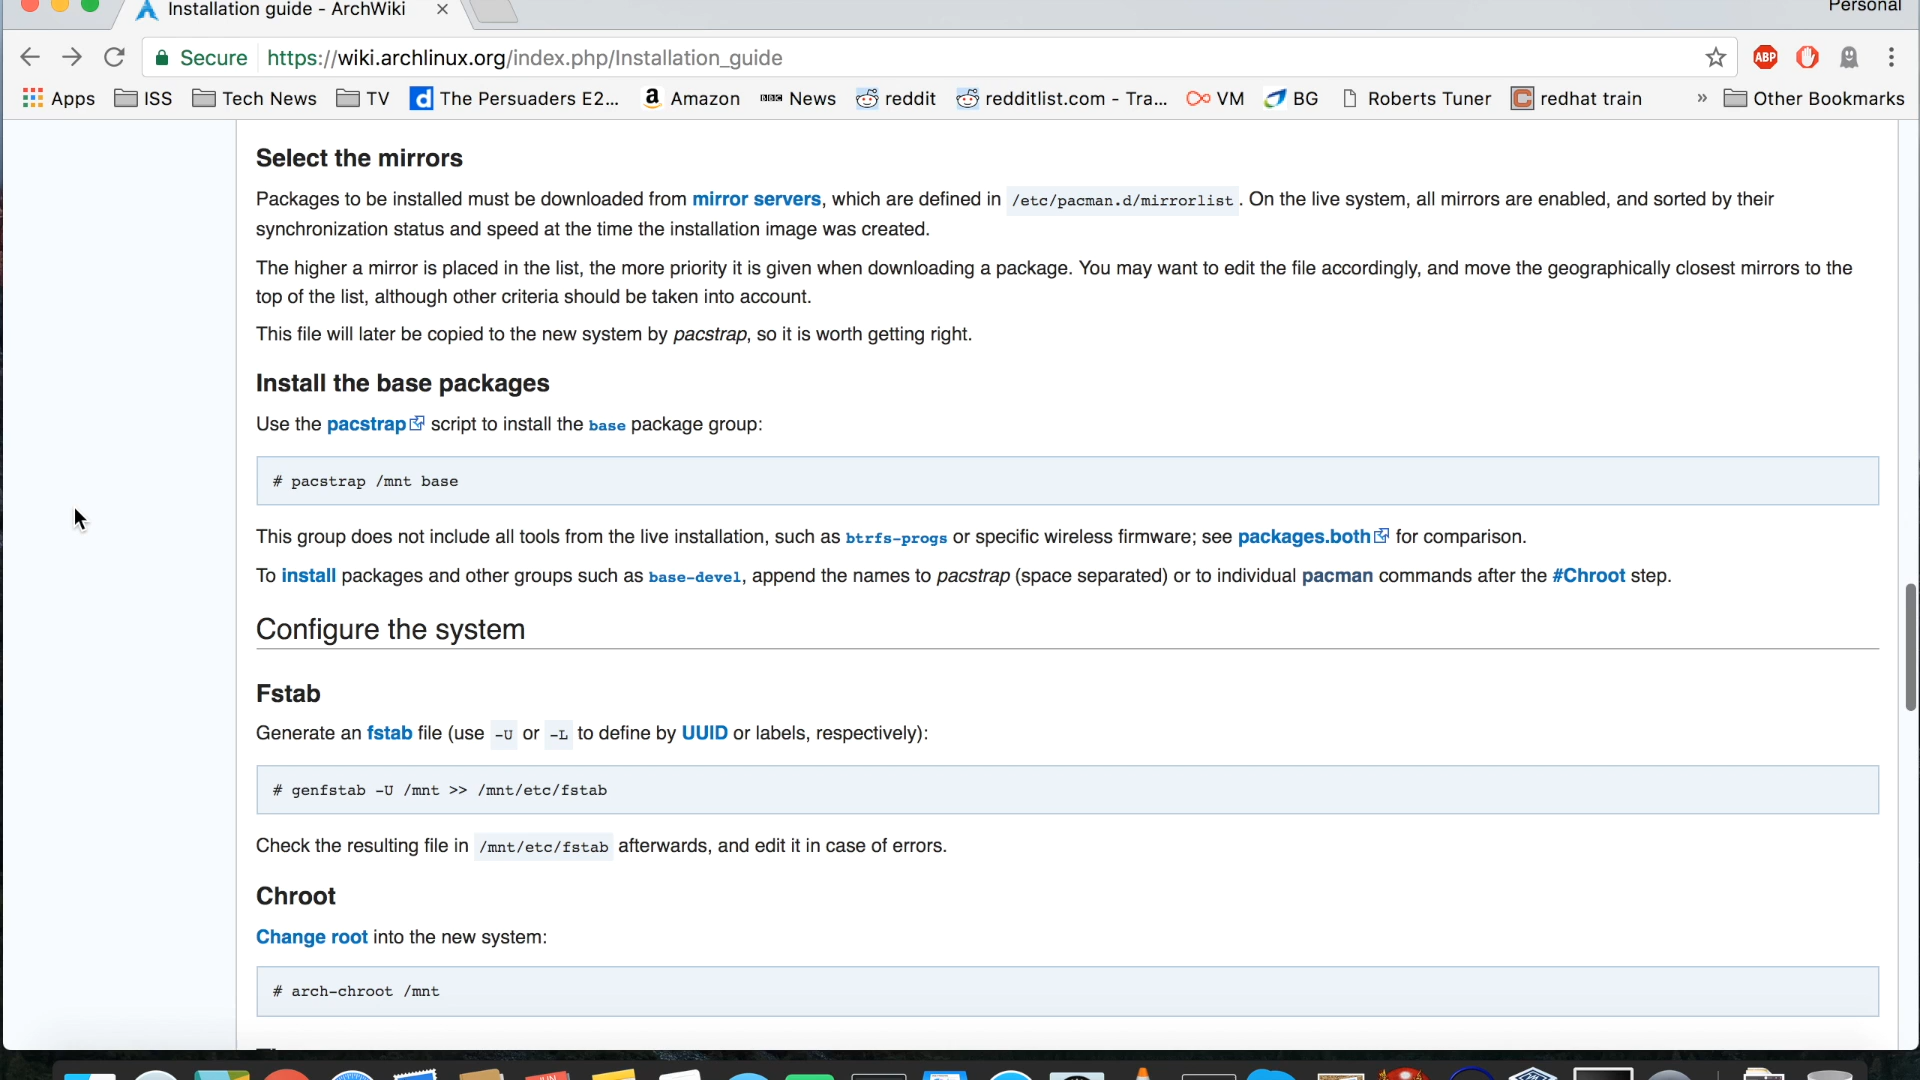 Installation guide - ArchWiki
Personal
Secure https://wiki.archlinux.org/index.php/Installation_guide
ABP
Apps ISS Tech News TV d The Persuaders E2... a Amazon BBC News reddit redditlist.com - Tra... VM BG Roberts Tuner C redhat train » Other Bookmarks
Select the mirrors
Packages to be installed must be downloaded from mirror servers, which are defined in /etc/pacman.d/mirrorlist. On the live system, all mirrors are enabled, and sorted by their
synchronization status and speed at the time the installation image was created.
The higher a mirror is placed in the list, the more priority it is given when downloading a package. You may want to edit the file accordingly, and move the geographically closest mirrors to the
top of the list, although other criteria should be taken into account.
This file will later be copied to the new system by pacstrap, so it is worth getting right.
Install the base packages
Use the pacstrap script to install the base package group:
# pacstrap /mnt base
This group does not include all tools from the live installation, such as btrfs-progs or specific wireless firmware; see packages.both for comparison.
To install packages and other groups such as base-devel, append the names to pacstrap (space separated) or to individual pacman commands after the #Chroot step.
Configure the system
Fstab
Generate an fstab file (use -U or -L to define by UUID or labels, respectively):
# genfstab -U /mnt >> /mnt/etc/fstab
Check the resulting file in /mnt/etc/fstab afterwards, and edit it in case of errors.
Chroot
Change root into the new system:
# arch-chroot /mnt